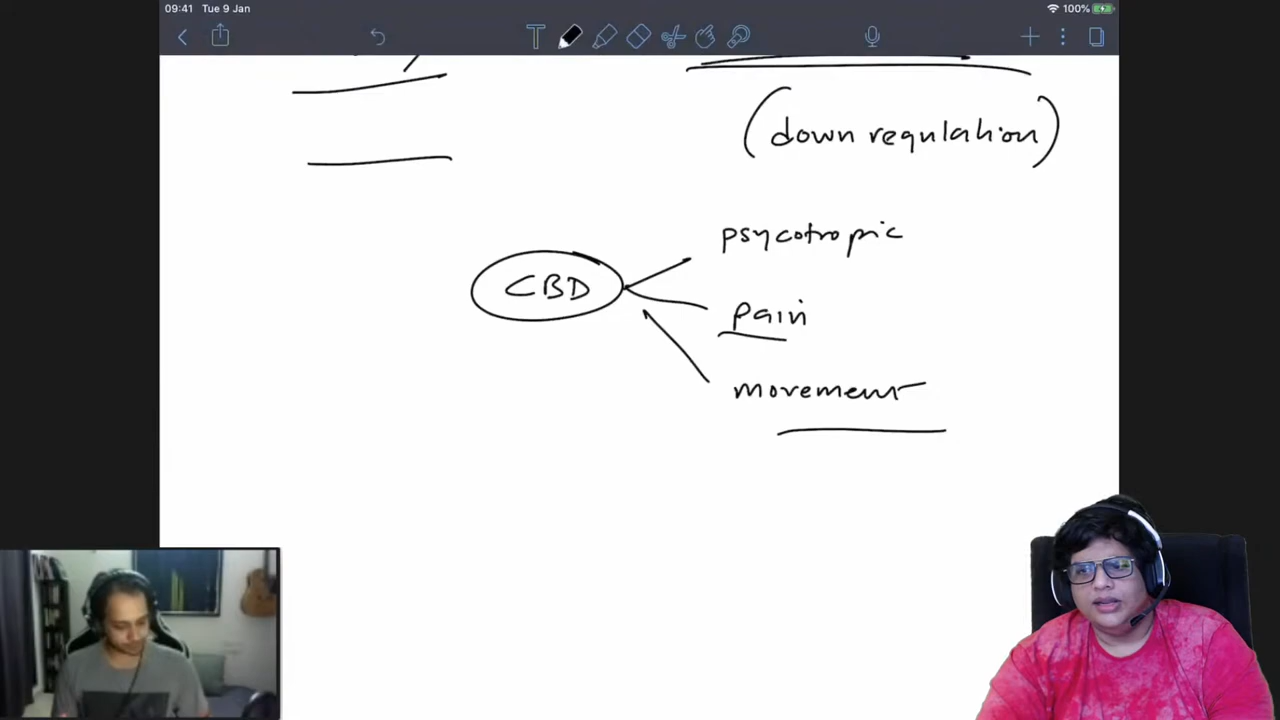 09:41 Tue 9 Jan 100%
T
(down regulation)
psycotropic
CBD
pain
movement